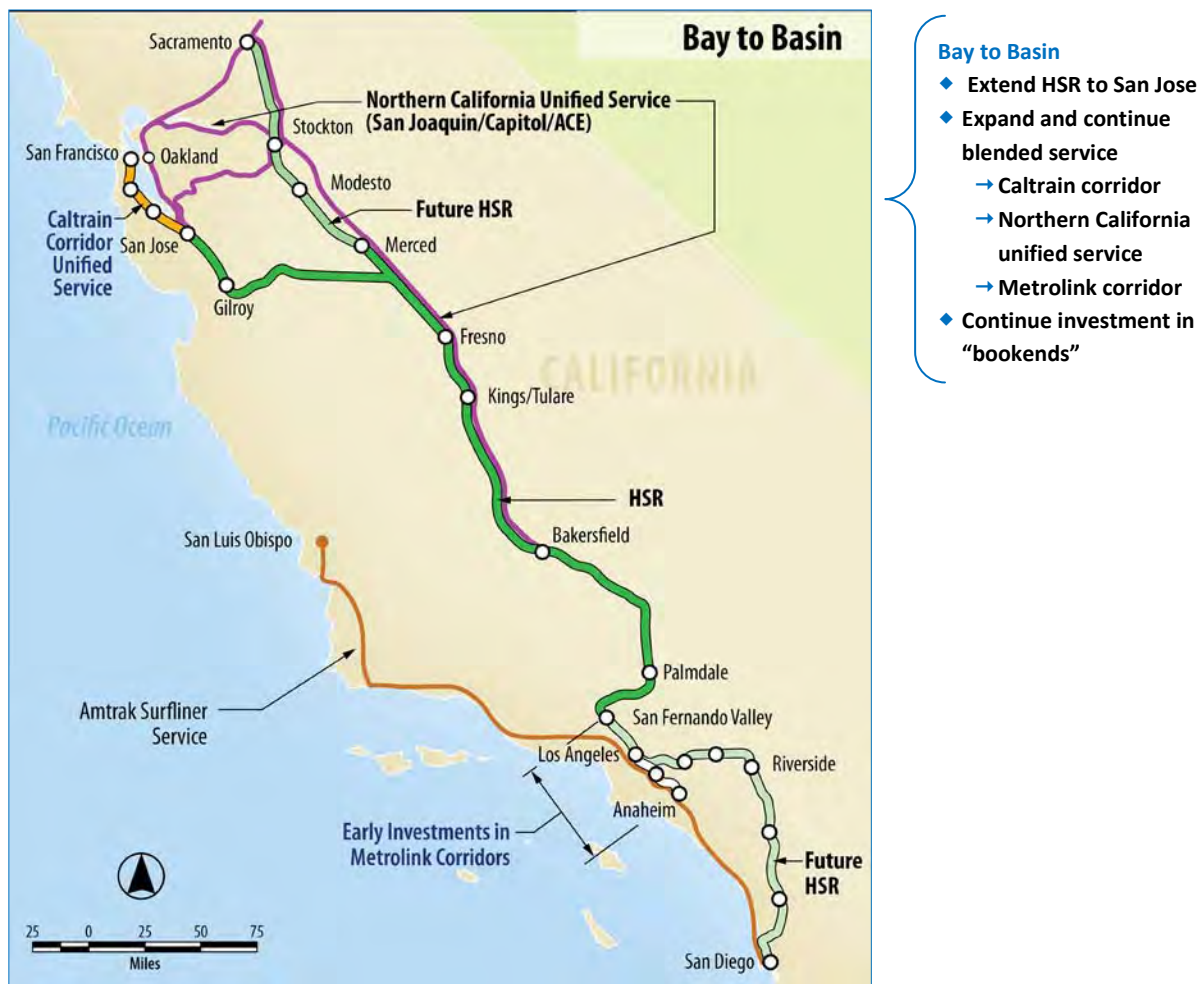 Bay to Basin
Sacramento
Northern California Unified Service
(San Joaquin/Capitol/ACE)
Stockton
San Francisco
Oakland
Modesto
Future HSR
Caltrain
Corridor
Unified
Service
San Jose
Merced
Gilroy
Fresno
CALIFORNIA
Kings/Tulare
Pacific Ocean
HSR
San Luis Obispo
Bakersfield
Palmdale
Amtrak Surfliner
Service
San Fernando Valley
Los Angeles
Riverside
Anaheim
Early Investments in
Metrolink Corridors
Future
HSR
25 0 25 50 75
Miles
San Diego
Bay to Basin
◆ Extend HSR to San Jose
◆ Expand and continue
blended service
→ Caltrain corridor
→ Northern California
unified service
→ Metrolink corridor
◆ Continue investment in
“bookends”